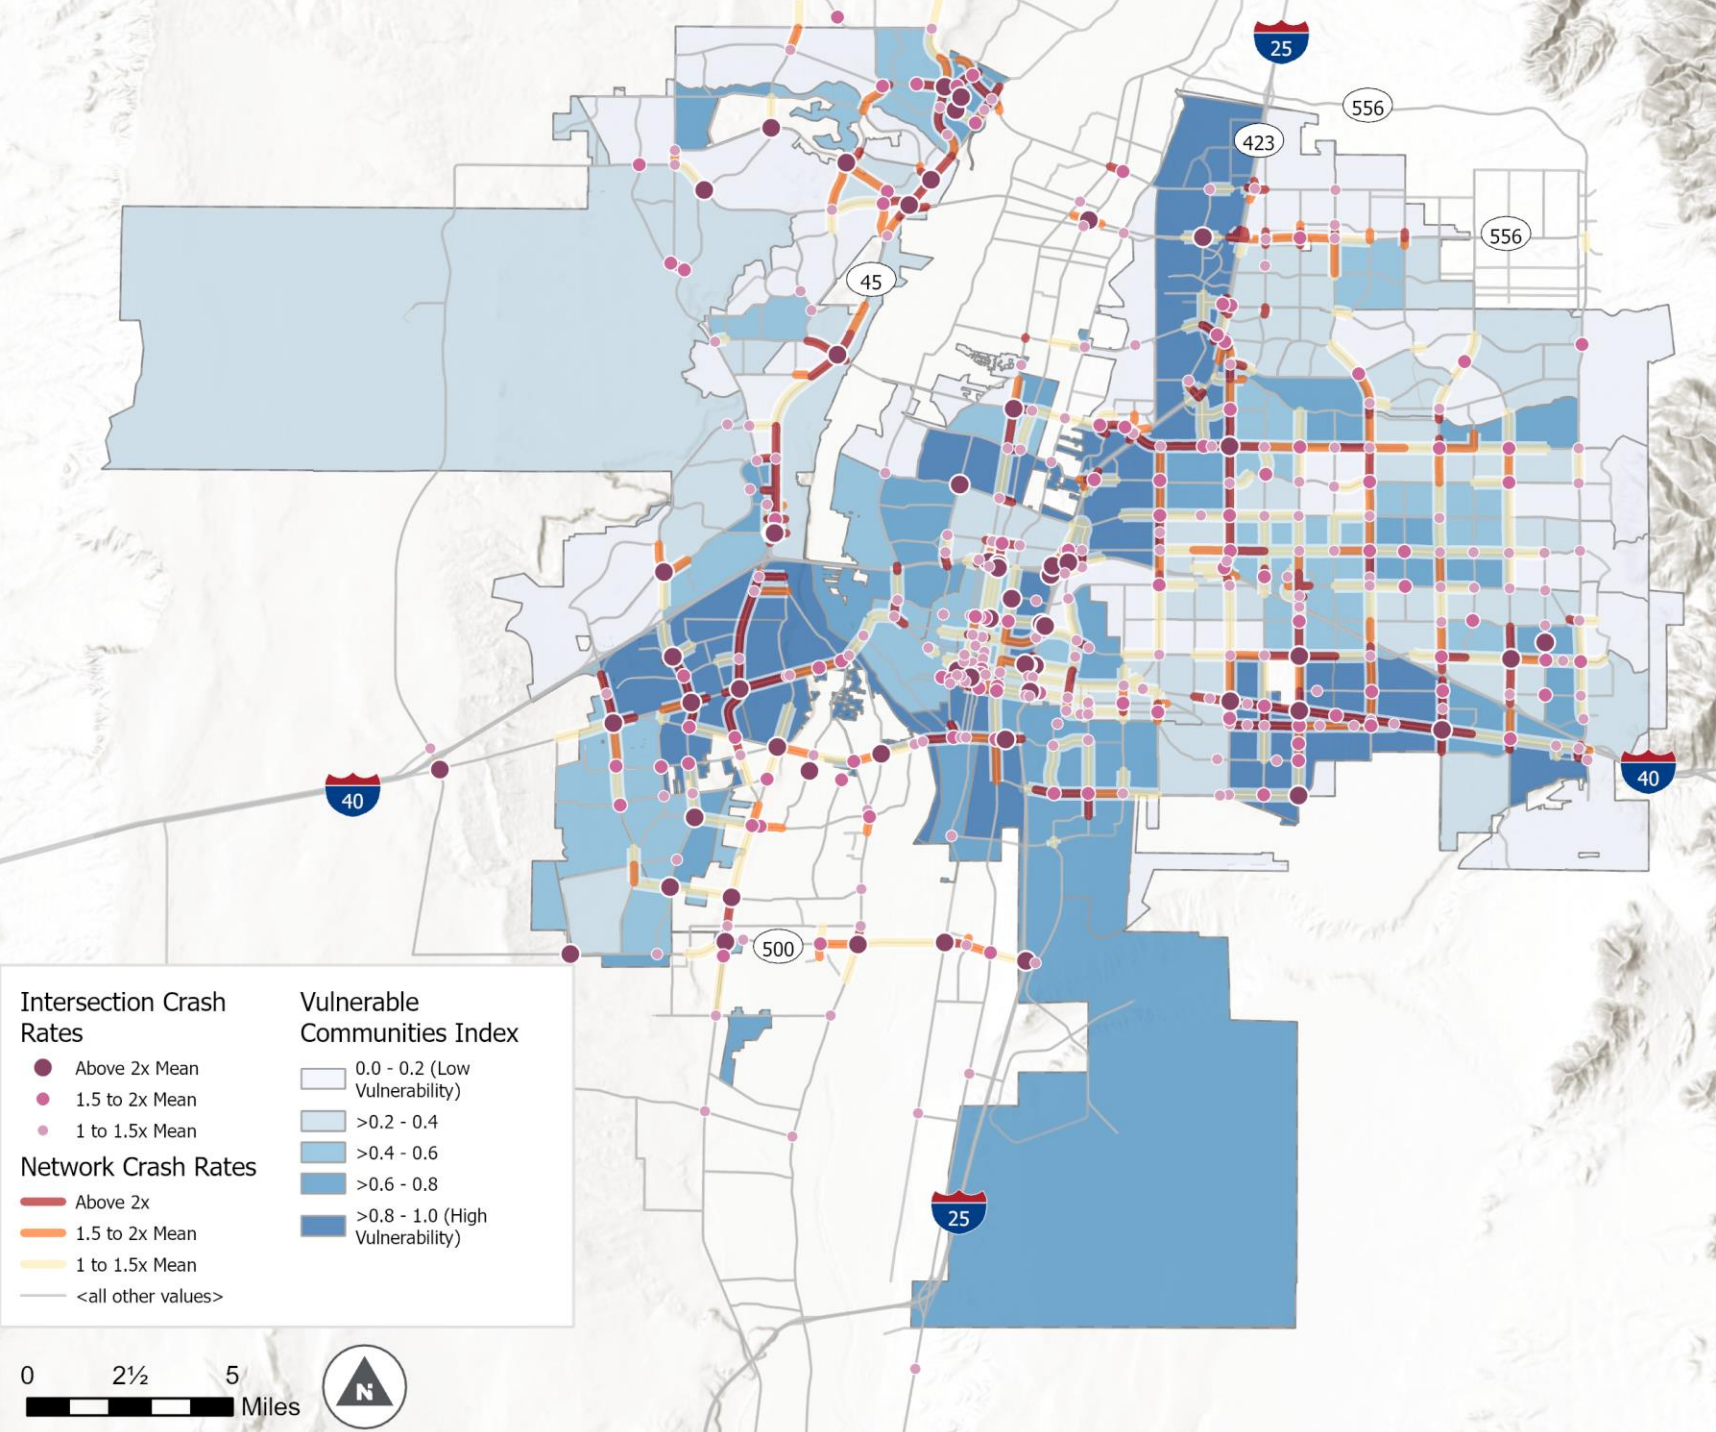 25
556
423
556
45
40
40
500
25
Intersection Crash
Rates
Above 2x Mean
1.5 to 2x Mean
1 to 1.5x Mean
Network Crash Rates
Above 2x
1.5 to 2x Mean
1 to 1.5x Mean
<all other values>
Vulnerable
Communities Index
0.0 - 0.2 (Low
Vulnerability)
>0.2 - 0.4
>0.4 - 0.6
>0.6 - 0.8
>0.8 - 1.0 (High
Vulnerability)
0 2½ 5
Miles
N